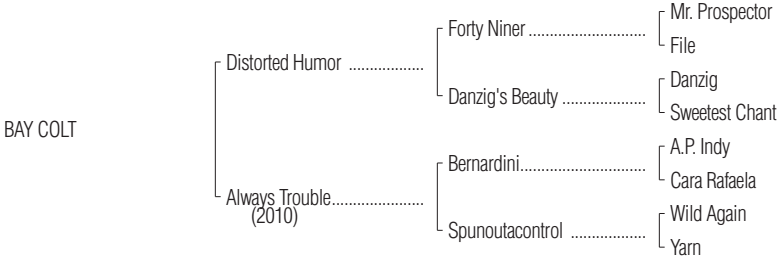 Mr. Prospector
Forty Niner ............................
File
Distorted Humor ..................
Danzig
Danzig's Beauty ....................
Sweetest Chant
BAY COLT
A.P. Indy
Bernardini..............................
Cara Rafaela
Always Trouble......................
(2010)
Wild Again
Spunoutacontrol ..................
Yarn